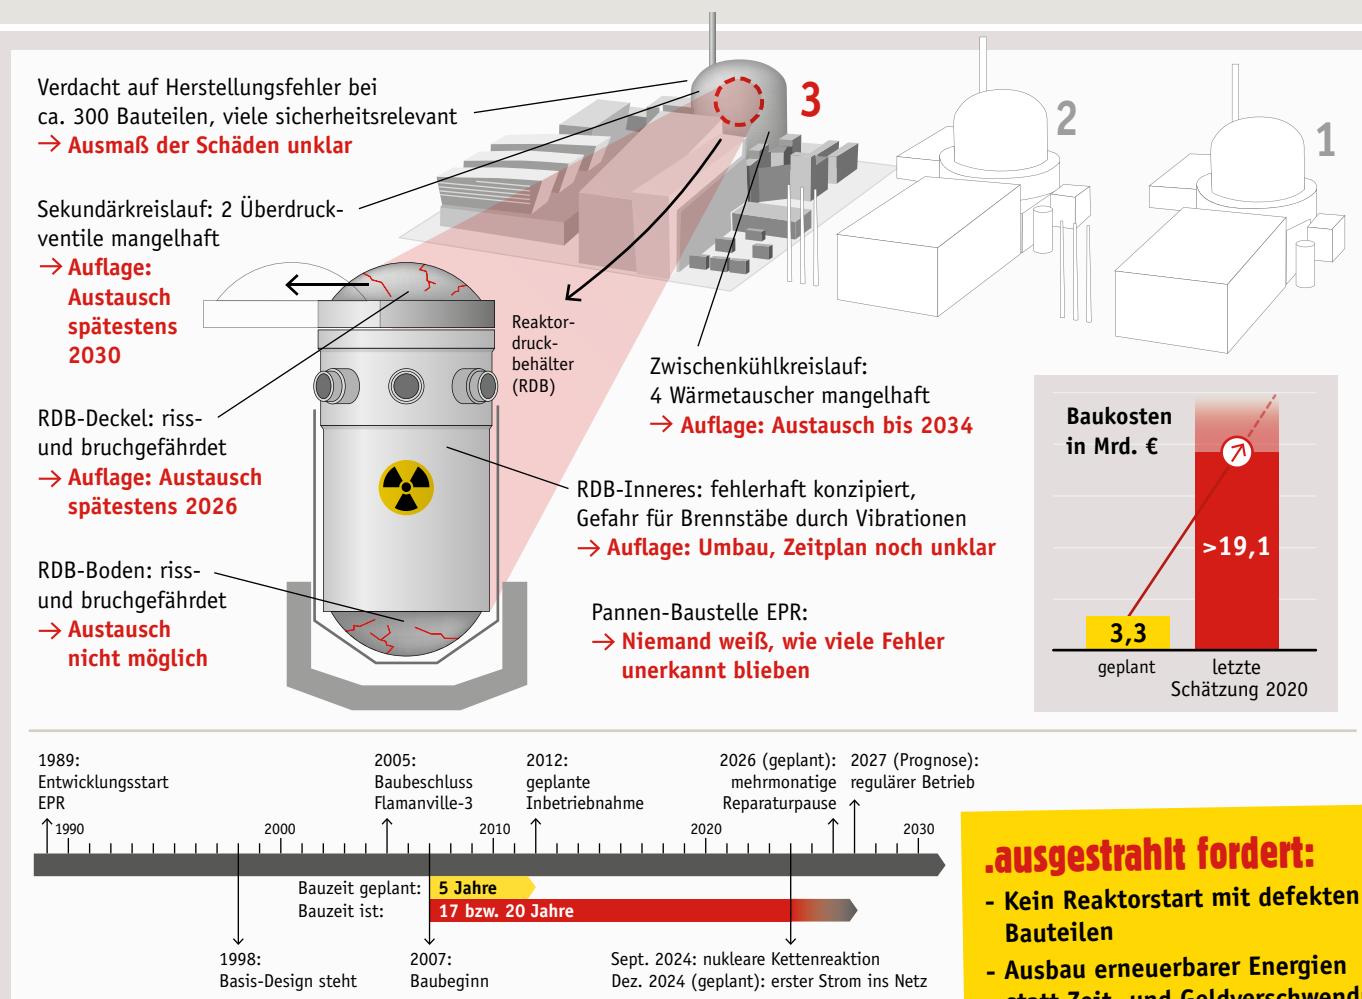 Verdacht auf Herstellungsfehler bei
ca. 300 Bauteilen, viele sicherheitsrelevant
→ Ausmaß der Schäden unklar
3
2
1
Sekundärkreislauf: 2 Überdruck-
ventile mangelhaft
→ Auflage:
Austausch
spätestens
2030
Reaktor-
druck-
behälter
(RDB)
Zwischenkühlkreislauf:
4 Wärmetauscher mangelhaft
→ Auflage: Austausch bis 2034
RDB-Deckel: riss-
und bruchgefährdet
→ Auflage: Austausch
spätestens 2026
RDB-Inneres: fehlerhaft konzipiert,
Gefahr für Brennstäbe durch Vibrationen
→ Auflage: Umbau, Zeitplan noch unklar
RDB-Boden: riss-
und bruchgefährdet
→ Austausch
nicht möglich
Pannen-Baustelle EPR:
→ Niemand weiß, wie viele Fehler
unerkannt blieben
Baukosten
in Mrd. €
>19,1
3,3
geplant
letzte
Schätzung 2020
1989:
Entwicklungsstart
EPR
2005:
Baubeschluss
Flamanville-3
2012:
geplante
Inbetriebnahme
2026 (geplant):
mehrmonatige
Reparaturpause
2027 (Prognose):
regulärer Betrieb
1990
2000
2010
2020
2030
Bauzeit geplant:
5 Jahre
Bauzeit ist:
17 bzw. 20 Jahre
1998:
Basis-Design steht
2007:
Baubeginn
Sept. 2024: nukleare Kettenreaktion
Dez. 2024 (geplant): erster Strom ins Netz
.ausgestrahlt fordert:
- Kein Reaktorstart mit defekten
Bauteilen
- Ausbau erneuerbarer Energien
statt Zeit- und